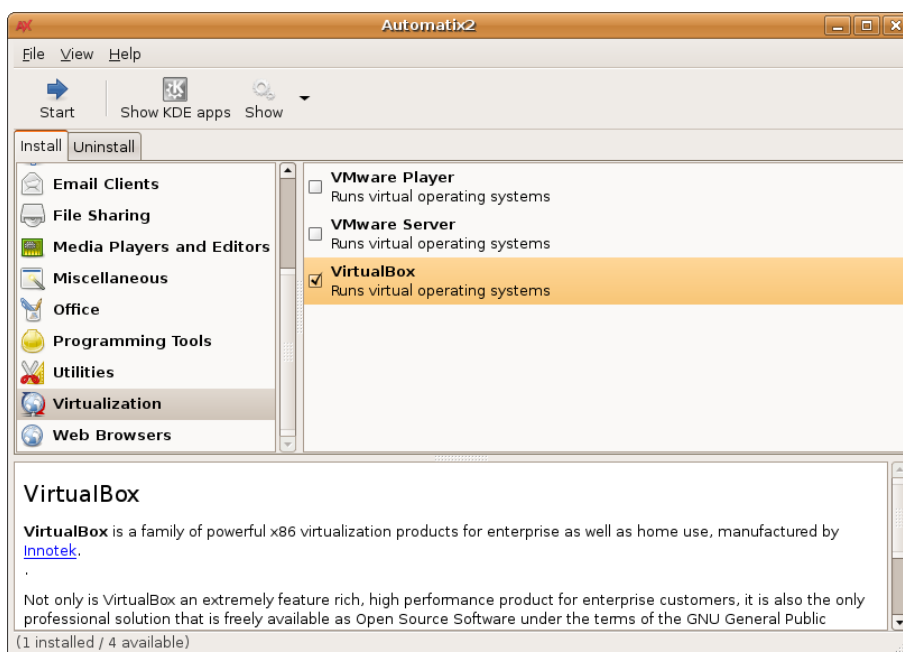 Automatix2
File View Help
Start Show KDE apps Show
Install Uninstall
Email Clients
File Sharing
Media Players and Editors
Miscellaneous
Office
Programming Tools
Utilities
Virtualization
Web Browsers
VMware Player
Runs virtual operating systems
VMware Server
Runs virtual operating systems
VirtualBox
Runs virtual operating systems
VirtualBox
VirtualBox is a family of powerful x86 virtualization products for enterprise as well as home use, manufactured by
Innotek.
.
Not only is VirtualBox an extremely feature rich, high performance product for enterprise customers, it is also the only
professional solution that is freely available as Open Source Software under the terms of the GNU General Public
(1 installed / 4 available)